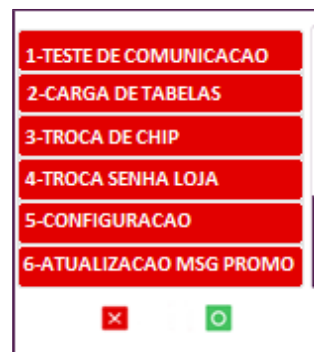 1-TESTE DE COMUNICACAO
2-CARGA DE TABELAS
3-TROCA DE CHIP
4-TROCA SENHA LOJA
5-CONFIGURACAO
6-ATUALIZACAO MSG PROMO